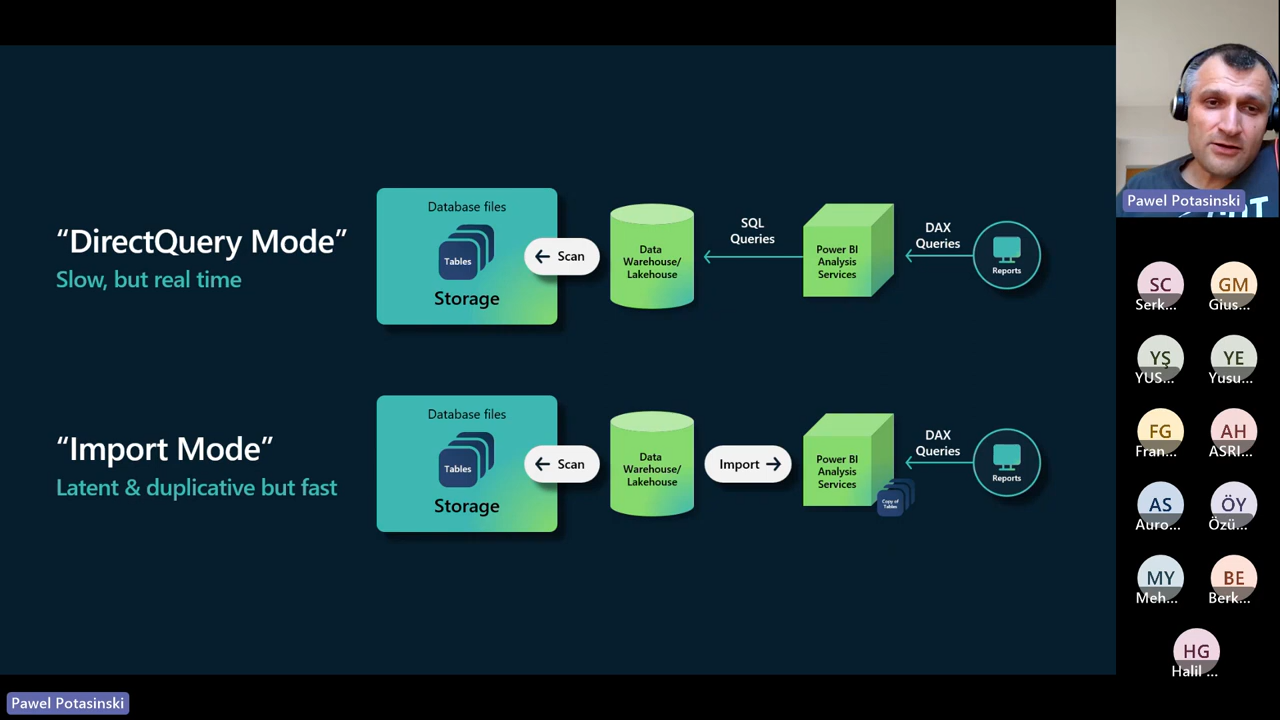 “DirectQuery Mode”
Slow, but real time
Database files
Tables
Storage
Scan
Data
Warehouse/
Lakehouse
SQL
Queries
Power BI
Analysis
Services
DAX
Queries
Reports
“Import Mode”
Latent & duplicative but fast
Database files
Tables
Storage
Scan
Data
Warehouse/
Lakehouse
Import
Power BI
Analysis
Services
Copy of
Tables
DAX
Queries
Reports
Pawel Potasinski
SC
Serk...
GM
Gius...
YŞ
YUS...
YE
Yusu...
FG
Fran...
AH
ASRI...
AS
Auro...
ÖY
Özü...
MY
Meh...
BE
Berk...
HG
Halil ...
Pawel Potasinski